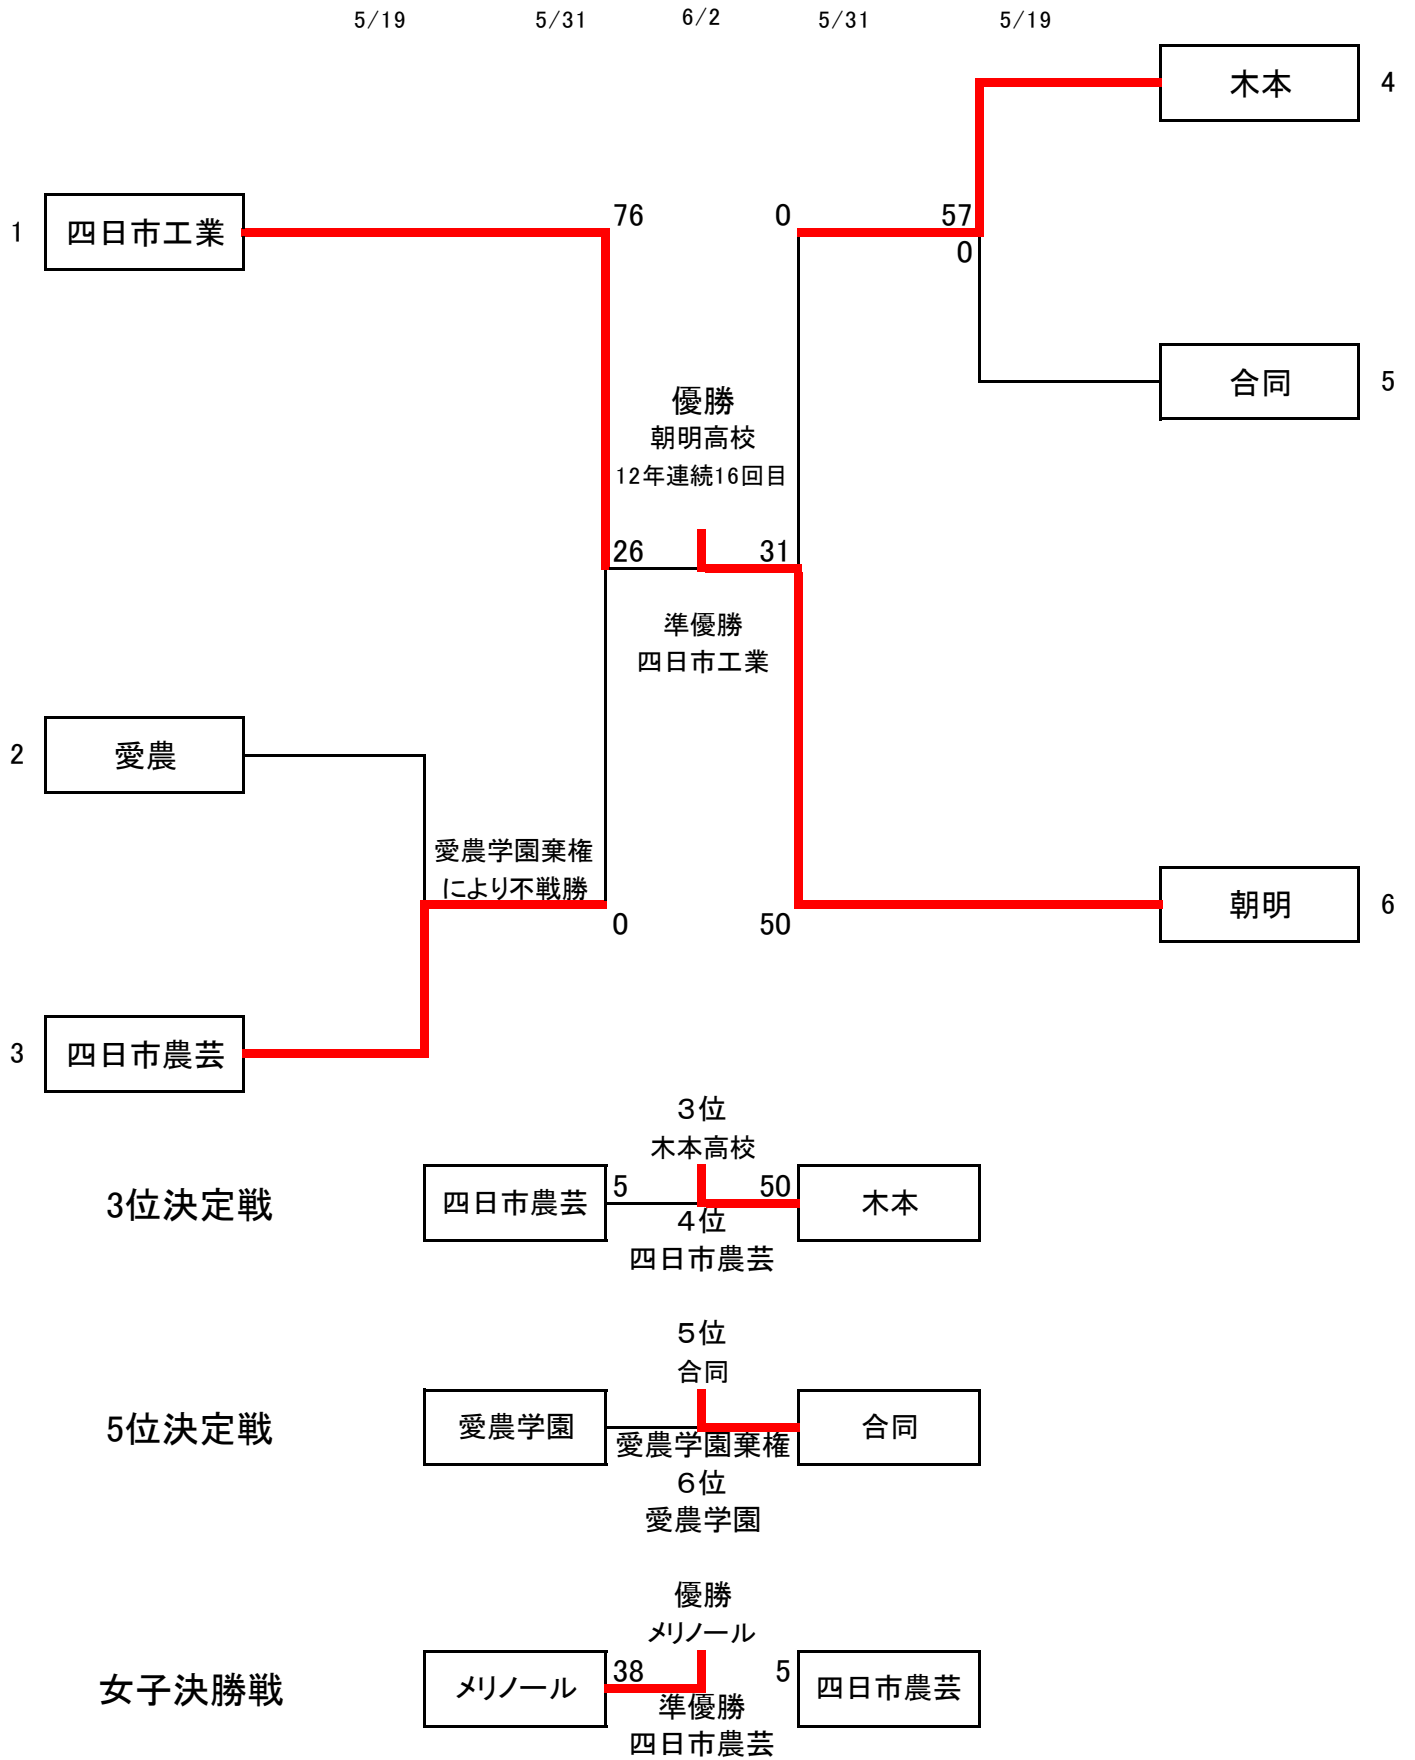 5/19
5/31
6/2
5/31
5/19
木本
4
1
四日市工業
76
0
57
0
合同
5
優勝
朝明高校
12年連続16回目
26
31
準優勝
四日市工業
2
愛農
愛農学園棄権
により不戦勝
0
50
朝明
6
3
四日市農芸
3位
木本高校
3位決定戦
四日市農芸
5
50
木本
4位
四日市農芸
5位
合同
5位決定戦
愛農学園
合同
愛農学園棄権
6位
愛農学園
優勝
メリノール
女子決勝戦
メリノール
38
5
四日市農芸
準優勝
四日市農芸